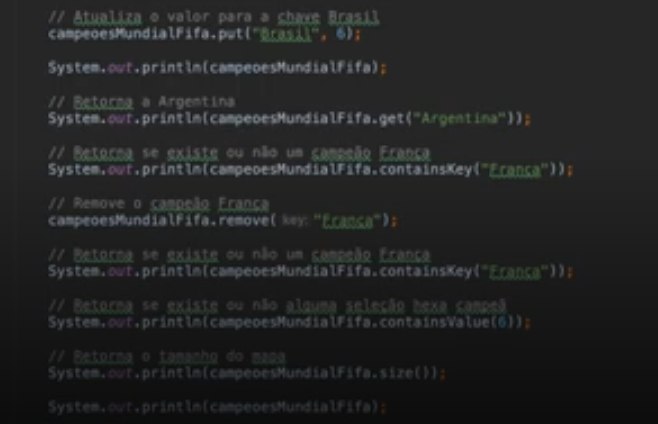 // Atualiza o valor para a chave Brasil
campeoesMundialFifa.put("Brasil", 6);
System.out.println(campeoesMundialFifa);
// Retorna a Argentina
System.out.println(campeoesMundialFifa.get("Argentina"));
// Retorna se existe ou não um campeão França
System.out.println(campeoesMundialFifa.containsKey("França"));
// Remove o campeão França
campeoesMundialFifa.remove( key: "França");
// Retorna se existe ou não um campeão França
System.out.println(campeoesMundialFifa.containsKey("França"));
// Retorna se existe ou não alguma seleção hexa campeã
System.out.println(campeoesMundialFifa.containsValue(6));
// Retorna o tamanho do mapa
System.out.println(campeoesMundialFifa.size());
System.out.println(campeoesMundialFifa);